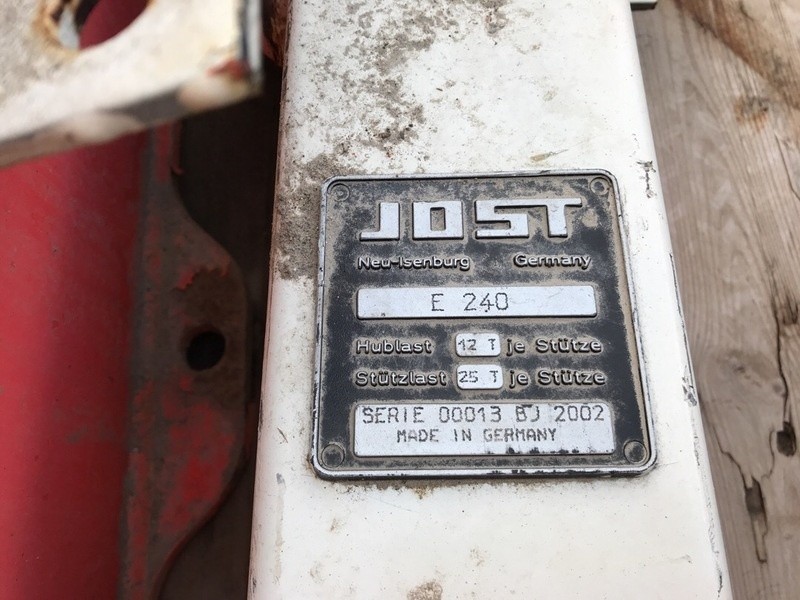 JOST
Neu-Isenburg Germany
E 240
Hublast 12 T je Stütze
Stützlast 25 T je Stütze
SERIE 00013 BJ 2002
MADE IN GERMANY